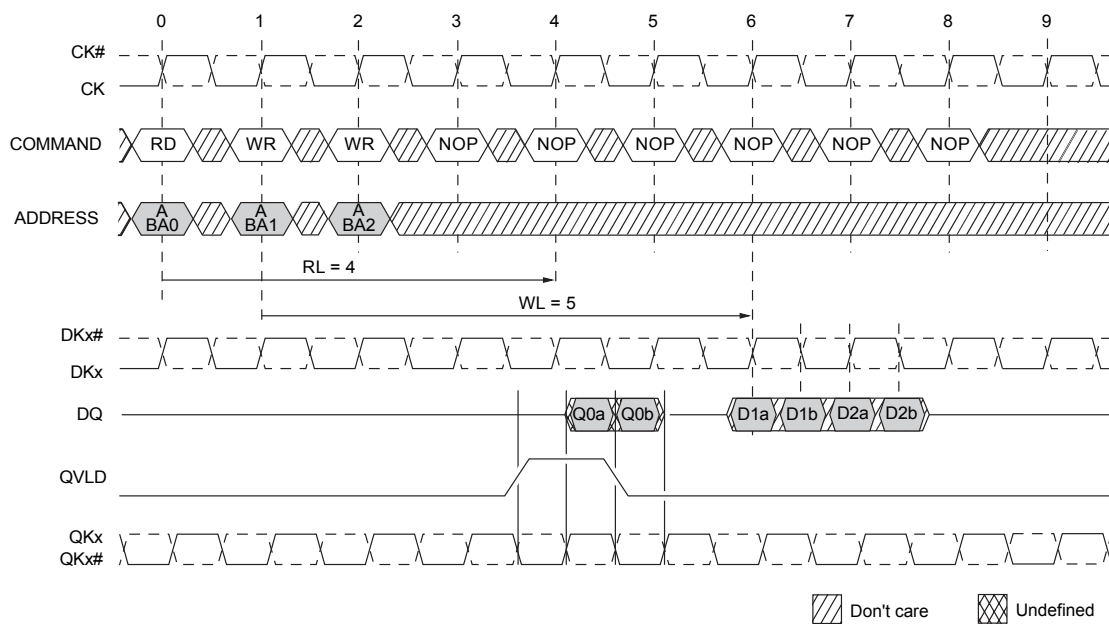 0 1 2 3 4 5 6 7 8 9
CK#
CK
COMMAND RD WR WR NOP NOP NOP NOP NOP NOP
ADDRESS A BA0 A BA1 A BA2
RL = 4
WL = 5
DKx#
DKx
DQ Q0a Q0b D1a D1b D2a D2b
QVLD
QKx
QKx#
Don't care Undefined